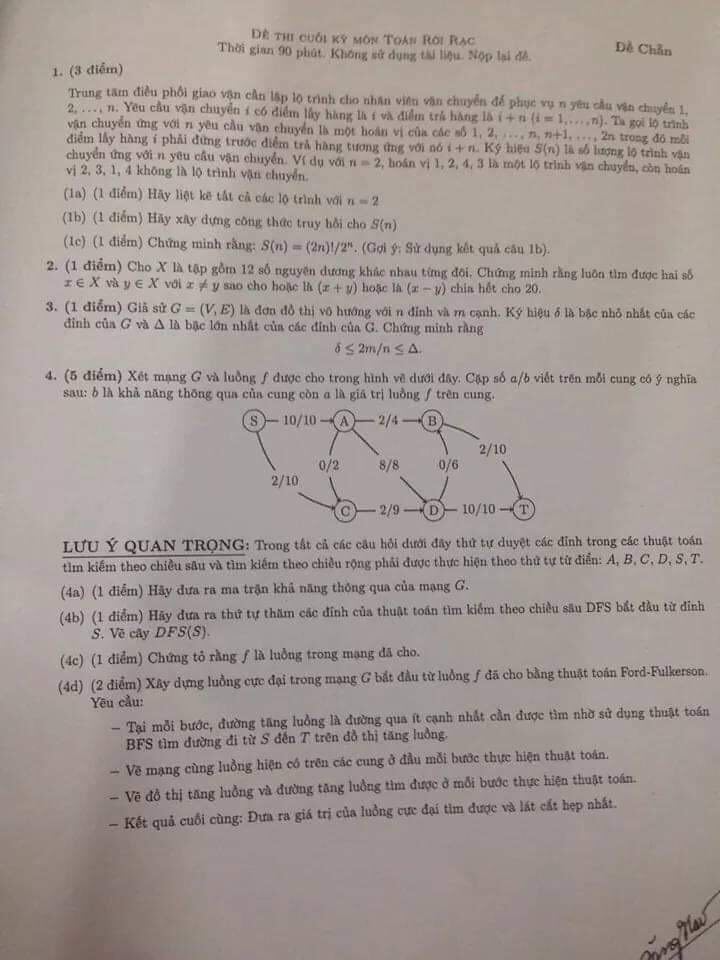 ĐỀ THI CUỐI KỲ MÔN TOÁN RỜI RẠC
Thời gian 90 phút. Không sử dụng tài liệu. Nộp lại đề.
Đề Chẵn
1. (3 điểm)
Trung tâm điều phối giao vận cần lập lộ trình cho nhân viên vận chuyển để phục vụ n yêu cầu vận chuyển 1,
2, ..., n. Yêu cầu vận chuyển i có điểm lấy hàng là i và điểm trả hàng là i + n (i = 1, ..., n). Ta gọi lộ trình
vận chuyển ứng với n yêu cầu vận chuyển là một hoán vị của các số 1, 2, ..., n, n+1, ..., 2n trong đó mỗi
điểm lấy hàng i phải đứng trước điểm trả hàng tương ứng với nó i + n. Ký hiệu S(n) là số lượng lộ trình vận
chuyển ứng với n yêu cầu vận chuyển. Ví dụ với n = 2, hoán vị 1, 2, 4, 3 là một lộ trình vận chuyển, còn hoán
vị 2, 3, 1, 4 không là lộ trình vận chuyển.
(1a) (1 điểm) Hãy liệt kê tất cả các lộ trình với n = 2
(1b) (1 điểm) Hãy xây dựng công thức truy hồi cho S(n)
(1c) (1 điểm) Chứng minh rằng: S(n) = (2n)!/2ⁿ. (Gợi ý: Sử dụng kết quả câu 1b).
2. (1 điểm) Cho X là tập gồm 12 số nguyên dương khác nhau từng đôi. Chứng minh rằng luôn tìm được hai số
x ∈ X và y ∈ X với x ≠ y sao cho hoặc là (x + y) hoặc là (x − y) chia hết cho 20.
3. (1 điểm) Giả sử G = (V, E) là đơn đồ thị vô hướng với n đỉnh và m cạnh. Ký hiệu δ là bậc nhỏ nhất của các
đỉnh của G và Δ là bậc lớn nhất của các đỉnh của G. Chứng minh rằng
δ ≤ 2m/n ≤ Δ.
4. (5 điểm) Xét mạng G và luồng f được cho trong hình vẽ dưới đây. Cặp số a/b viết trên mỗi cung có ý nghĩa
sau: b là khả năng thông qua của cung còn a là giá trị luồng f trên cung.
S 10/10 A 2/4 B
0/2 8/8 0/6 2/10
2/10
C 2/9 D 10/10 T
LƯU Ý QUAN TRỌNG: Trong tất cả các câu hỏi dưới đây thứ tự duyệt các đỉnh trong các thuật toán
tìm kiếm theo chiều sâu và tìm kiếm theo chiều rộng phải được thực hiện theo thứ tự từ điển: A, B, C, D, S, T.
(4a) (1 điểm) Hãy đưa ra ma trận khả năng thông qua của mạng G.
(4b) (1 điểm) Hãy đưa ra thứ tự thăm các đỉnh của thuật toán tìm kiếm theo chiều sâu DFS bắt đầu từ đỉnh
S. Vẽ cây DFS(S).
(4c) (1 điểm) Chứng tỏ rằng f là luồng trong mạng đã cho.
(4d) (2 điểm) Xây dựng luồng cực đại trong mạng G bắt đầu từ luồng f đã cho bằng thuật toán Ford-Fulkerson.
Yêu cầu:
– Tại mỗi bước, đường tăng luồng là đường qua ít cạnh nhất cần được tìm nhờ sử dụng thuật toán
BFS tìm đường đi từ S đến T trên đồ thị tăng luồng.
– Vẽ mạng cùng luồng hiện có trên các cung ở đầu mỗi bước thực hiện thuật toán.
– Vẽ đồ thị tăng luồng và đường tăng luồng tìm được ở mỗi bước thực hiện thuật toán.
– Kết quả cuối cùng: Đưa ra giá trị của luồng cực đại tìm được và lát cắt hẹp nhất.